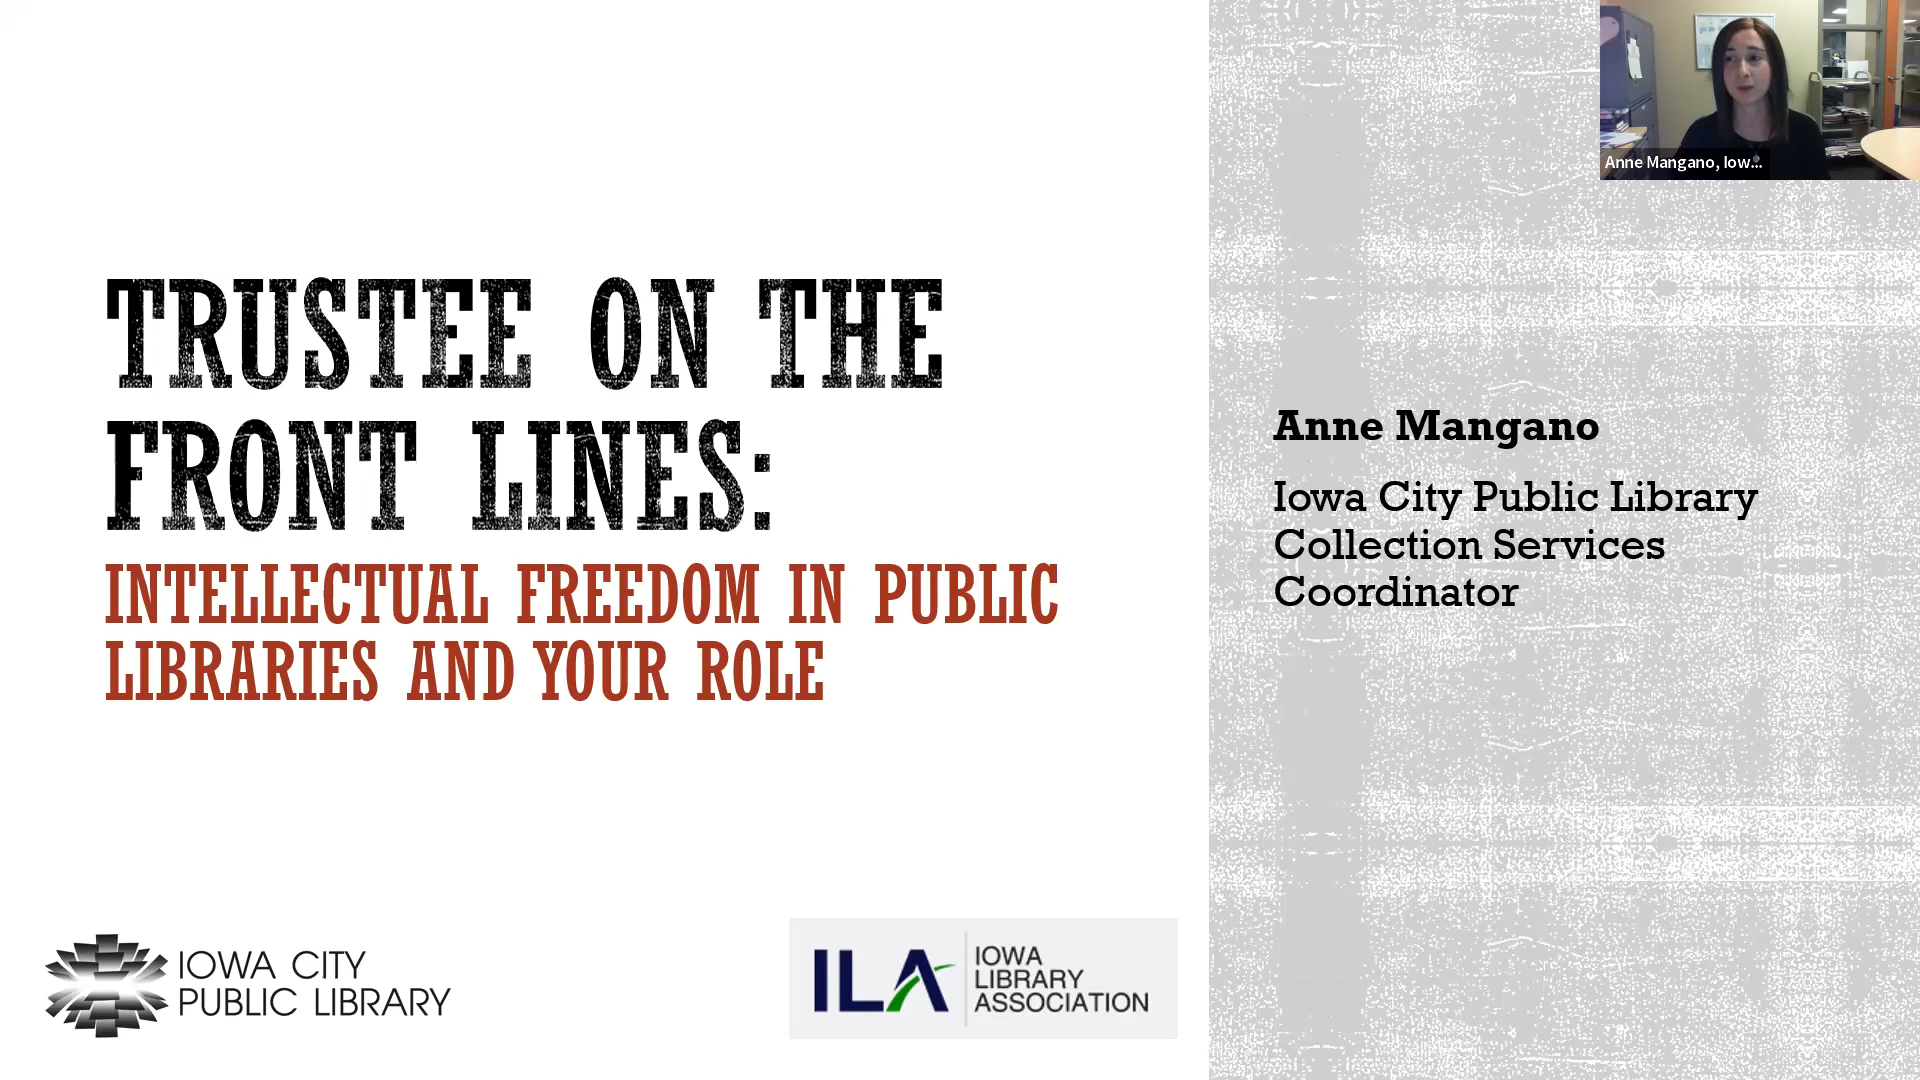 TRUSTEE ON THE
FRONT LINES:
INTELLECTUAL FREEDOM IN PUBLIC
LIBRARIES AND YOUR ROLE
Anne Mangano
Iowa City Public Library
Collection Services
Coordinator
Anne Mangano, Iow...
IOWA CITY
PUBLIC LIBRARY
ILA
IOWA
LIBRARY
ASSOCIATION